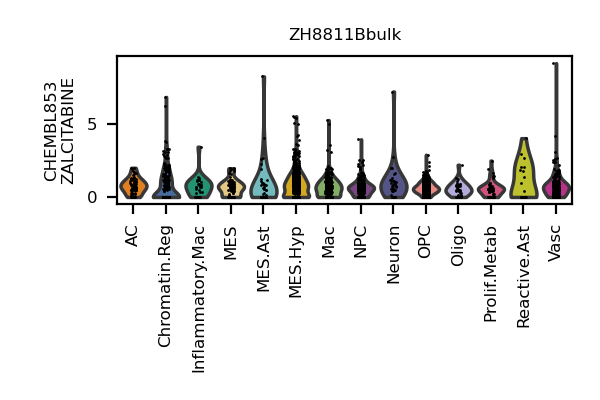 ZH8811Bbulk
CHEMBL853
ZALCITABINE
5
0
AC
Chromatin.Reg
Inflammatory.Mac
MES
MES.Ast
MES.Hyp
Mac
NPC
Neuron
OPC
Oligo
Prolif.Metab
Reactive.Ast
Vasc